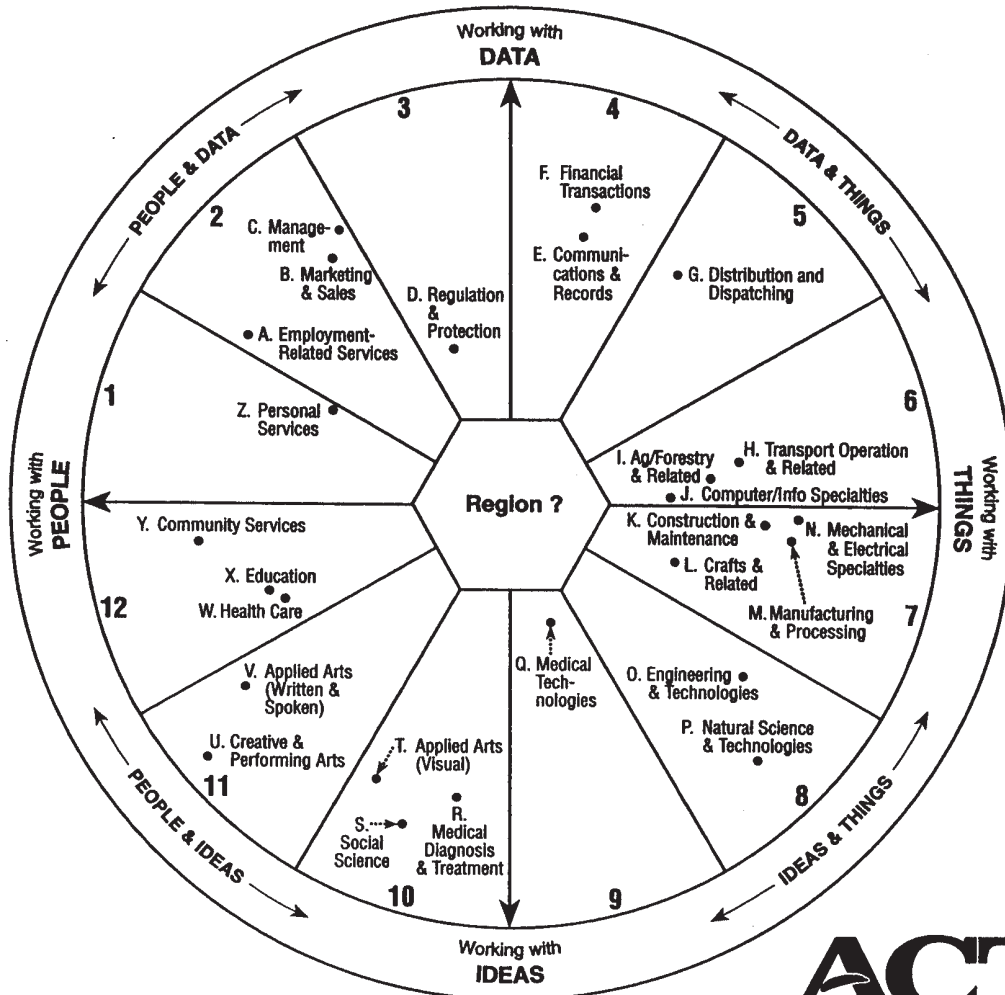 Working with
DATA
PEOPLE & DATA
DATA & THINGS
3
4
2
5
F. Financial
Transactions
C. Manage-
ment
B. Marketing
& Sales
E. Communi-
cations &
Records
G. Distribution and
Dispatching
D. Regulation
&
Protection
A. Employment-
Related Services
1
6
Z. Personal
Services
Working with
PEOPLE
Working with
THINGS
H. Transport Operation
& Related
I. Ag/Forestry
& Related
J. Computer/Info Specialties
Region ?
Y. Community Services
K. Construction &
Maintenance
N. Mechanical
& Electrical
Specialties
X. Education
L. Crafts &
Related
W. Health Care
12
M. Manufacturing
& Processing
7
V. Applied Arts
(Written &
Spoken)
Q. Medical
Tech-
nologies
O. Engineering
& Technologies
U. Creative &
Performing Arts
T. Applied Arts
(Visual)
P. Natural Science
& Technologies
11
8
S.
Social
Science
R.
Medical
Diagnosis
& Treatment
10
9
PEOPLE & IDEAS
IDEAS & THINGS
Working with
IDEAS
ACT